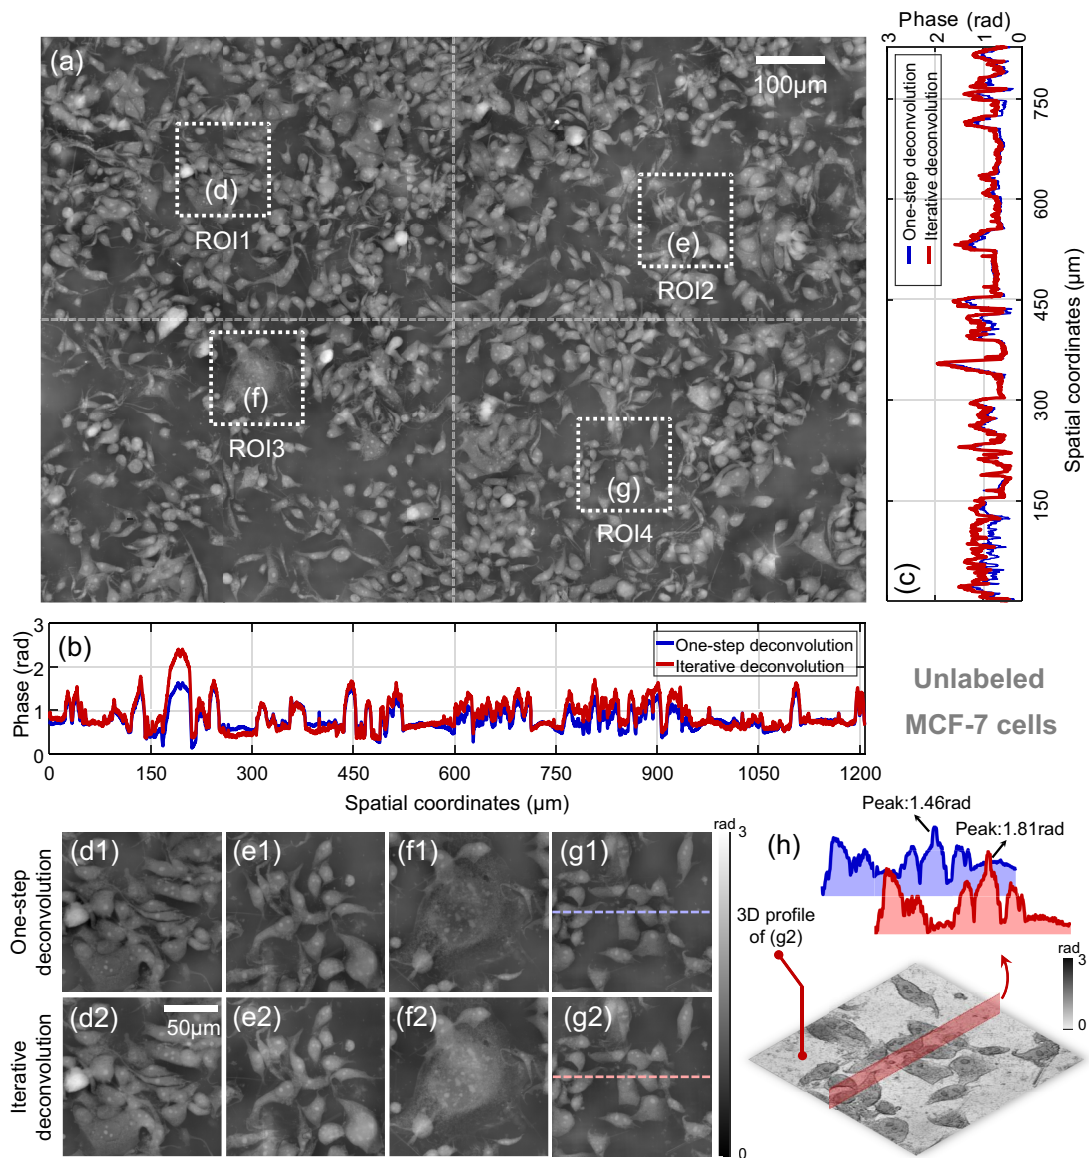 (a)
100µm
(d)
ROI1
(e)
ROI2
(f)
ROI3
(g)
ROI4
Phase (rad)
3 2 1 0
One-step deconvolution
Iterative deconvolution
750
600
450
300
150
Spatial coordinates (µm)
(c)
(b)
Phase (rad)
3
2
1
0
One-step deconvolution
Iterative deconvolution
0 150 300 450 600 750 900 1050 1200
Spatial coordinates (µm)
Unlabeled
MCF-7 cells
One-step
deconvolution
(d1) (e1) (f1) (g1)
Iterative
deconvolution
(d2) (e2) (f2) (g2)
50µm
rad 3
0
(h)
Peak:1.46rad
Peak:1.81rad
3D profile
of (g2)
rad
3
0